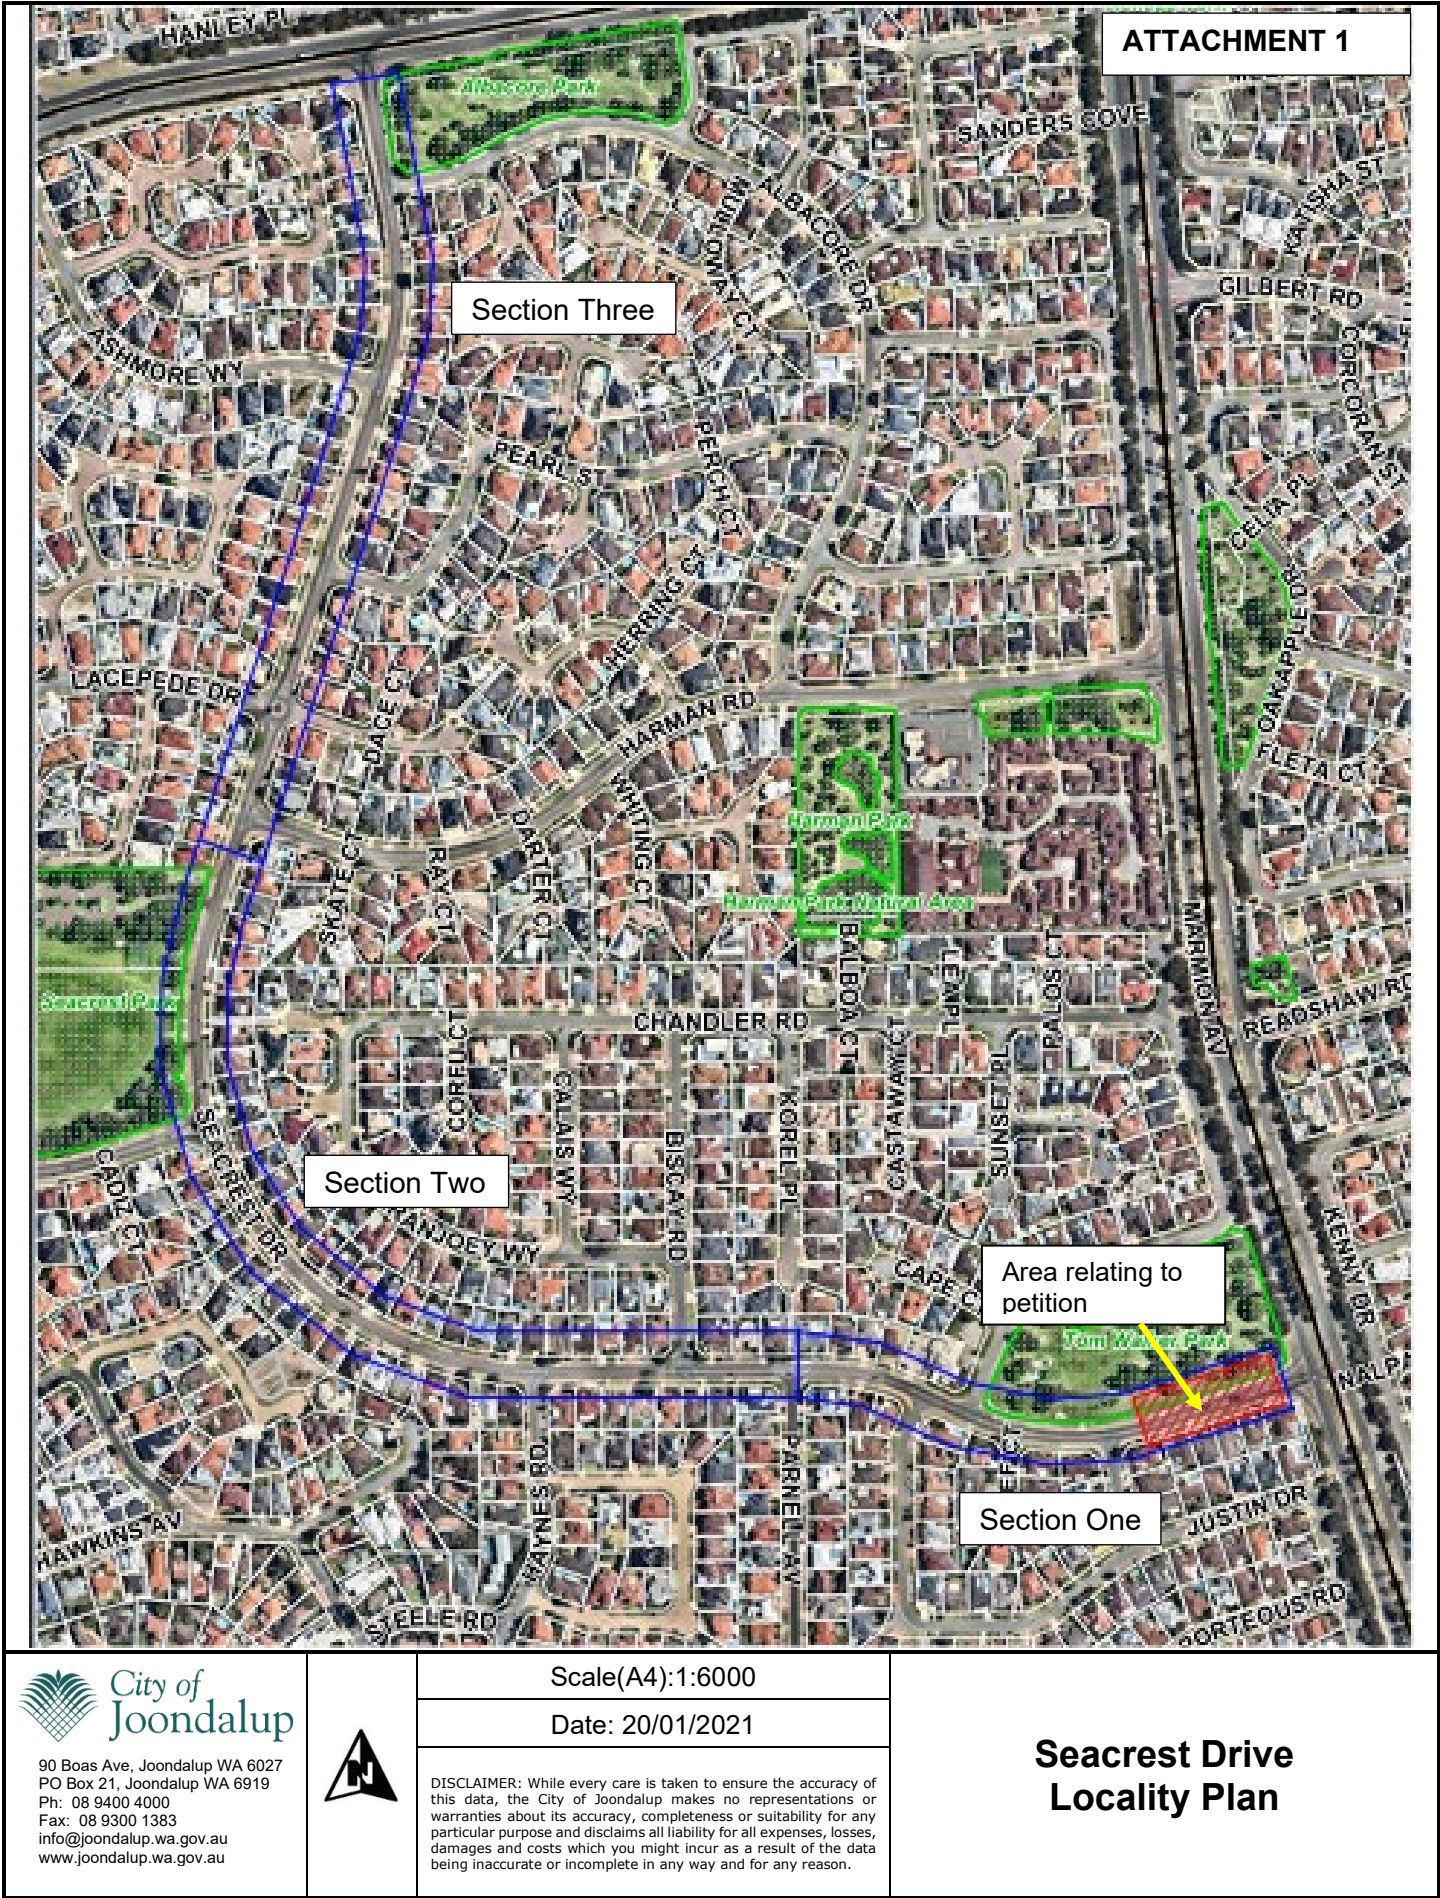 ATTACHMENT 1
HANLEY PL
Albacore Park
SANDERS COVE
KATISHA ST
ALBACORE DR
GILBERT RD
Section Three
CORCORAN ST
ASHMORE WY
PEARL ST
PERCH CT
CELIA PL
HERRING CT
LACEPEDE DR
DACE CT
HARMAN RD
FLETA CT
WHITING CT
DARTER CT
Harman Park
SKATE CT
RAY CT
Harman Park Natural Area
BALBOA CT
LEAR PL
PALOS CT
MARMION AV
Seacrest Park
CHANDLER RD
READSHAW RD
CORFU CT
CALAIS WY
KOREL PL
CASTAWAY CT
SUNSET PL
BISCAY RD
SEACREST DR
CADIZ CT
Section Two
ANJOEY WY
KENNY DR
CAPE
Area relating to
petition
Tom Walker Park
NALP
MAYNES RD
PARNELL AV
Section One
JUSTIN DR
HAWKINS AV
STEELE RD
PORTEOUS RD
City of
Joondalup
90 Boas Ave, Joondalup WA 6027
PO Box 21, Joondalup WA 6919
Ph: 08 9400 4000
Fax: 08 9300 1383
info@joondalup.wa.gov.au
www.joondalup.wa.gov.au
N
Scale(A4):1:6000
Date: 20/01/2021
DISCLAIMER: While every care is taken to ensure the accuracy of
this data, the City of Joondalup makes no representations or
warranties about its accuracy, completeness or suitability for any
particular purpose and disclaims all liability for all expenses, losses,
damages and costs which you might incur as a result of the data
being inaccurate or incomplete in any way and for any reason.
Seacrest Drive
Locality Plan